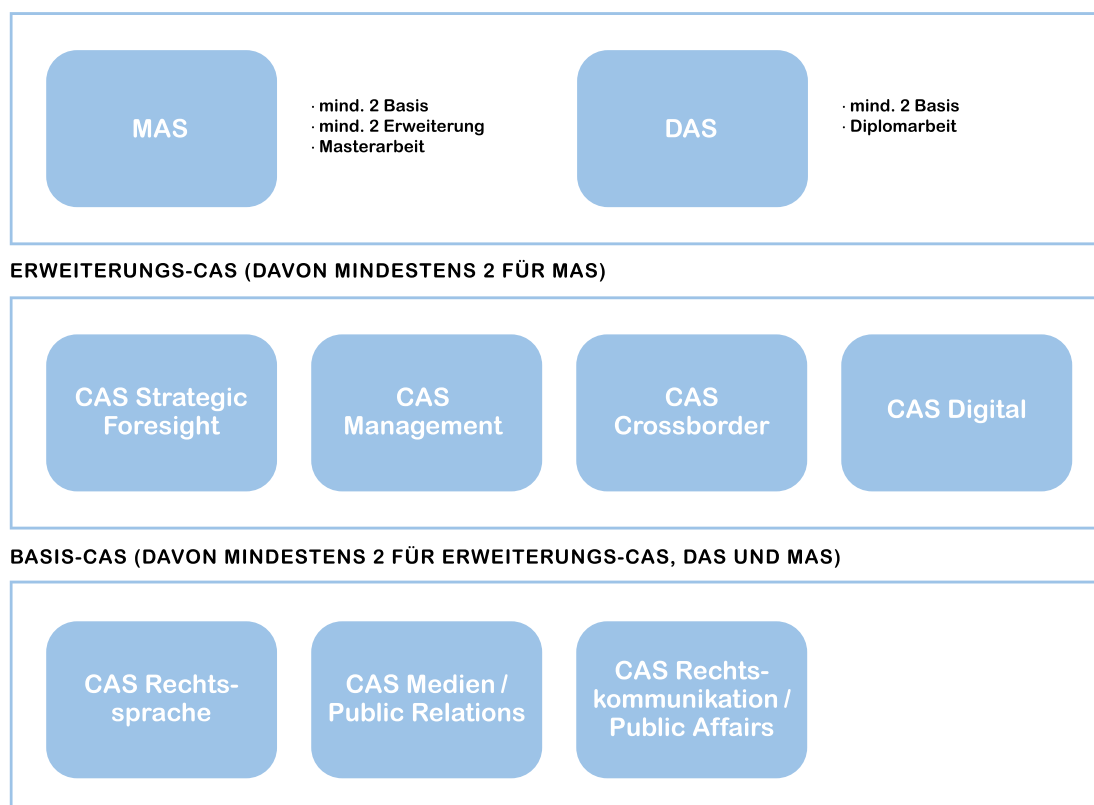 MAS
· mind. 2 Basis
· mind. 2 Erweiterung
· Masterarbeit
DAS
· mind. 2 Basis
· Diplomarbeit
ERWEITERUNGS-CAS (DAVON MINDESTENS 2 FÜR MAS)
CAS Strategic
Foresight
CAS
Management
CAS
Crossborder
CAS Digital
BASIS-CAS (DAVON MINDESTENS 2 FÜR ERWEITERUNGS-CAS, DAS UND MAS)
CAS Rechts-
sprache
CAS Medien /
Public Relations
CAS Rechts-
kommunikation /
Public Affairs